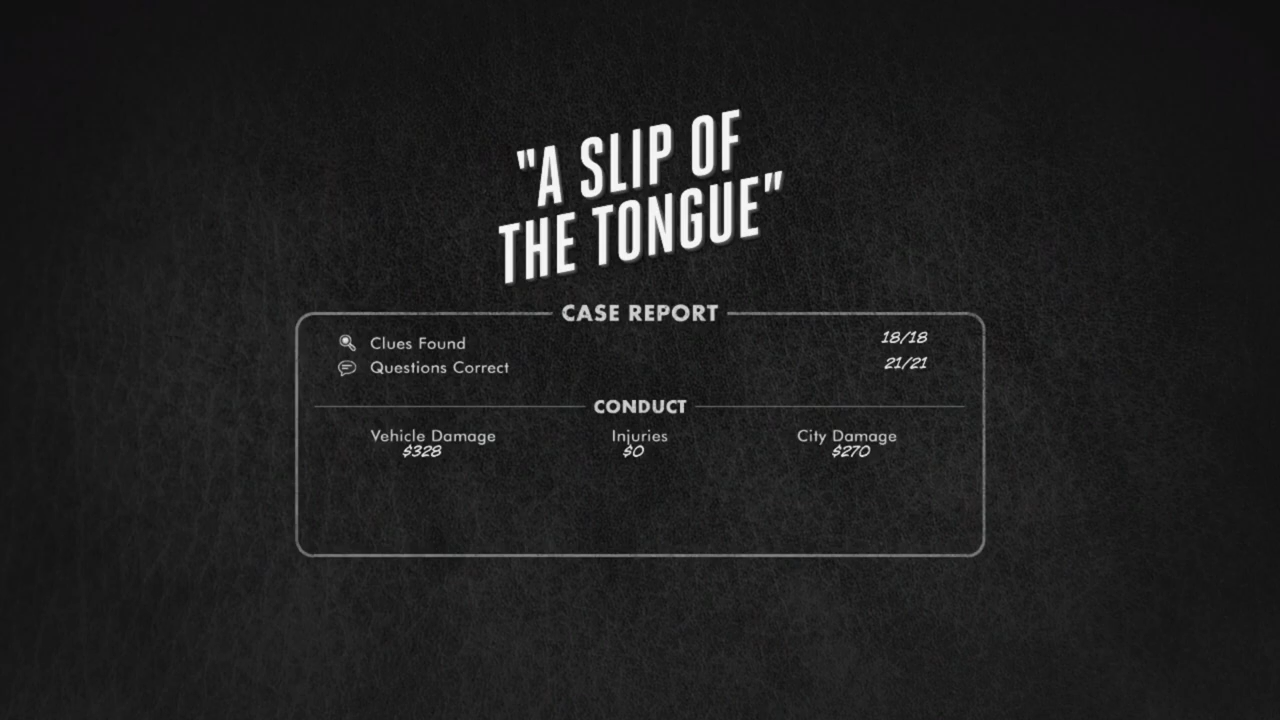 "A SLIP OF
THE TONGUE"
CASE REPORT
Clues Found 18/18
Questions Correct 21/21
CONDUCT
Vehicle Damage Injuries City Damage
$328 $0 $270